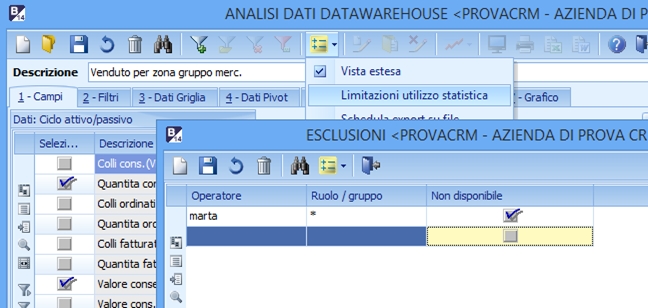 B
14
ANALISI DATI DATAWAREHOUSE <PROVACRM - AZIENDA DI P
Descrizione
Venduto per zona gruppo merc.
Vista estesa
1 - Campi
2 - Filtri
3 - Dati Griglia
4 - Dati Pivot
- Grafico
Limitazioni utilizzo statistica
Schedula export su file
Dati: Ciclo attivo/passivo
Selezi...
Descrizione
Colli cons.(V
Quantita con
Colli ordinati
Quantita ord
Colli fatturat
Quantita fat
Valore conse
Valore cons.
B
14
ESCLUSIONI <PROVACRM - AZIENDA DI PROVA CR
Operatore
Ruolo / gruppo
Non disponibile
marta
*